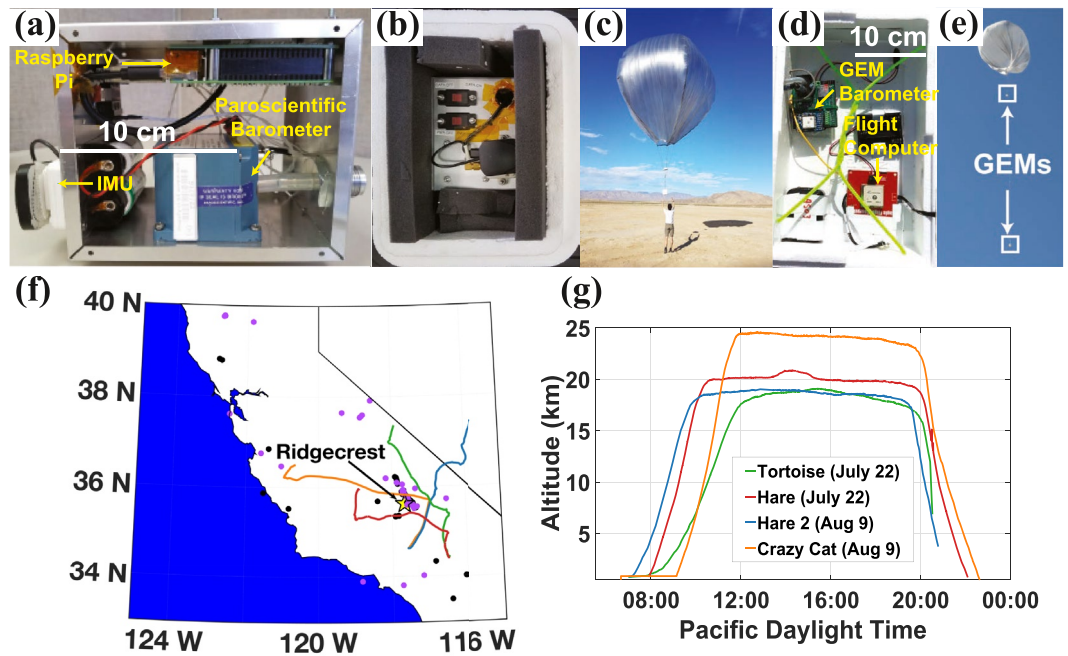 (a)
Raspberry
Pi
Paroscientific
Barometer
10 cm
IMU
(b)
(c)
(d)
10 cm
GEM
Barometer
Flight
Computer
(e)
GEMs
(f)
40 N
38 N
36 N
34 N
Ridgecrest
124 W
120 W
116 W
(g)
25
20
15
10
5
Altitude (km)
Tortoise (July 22)
Hare (July 22)
Hare 2 (Aug 9)
Crazy Cat (Aug 9)
08:00
12:00
16:00
20:00
00:00
Pacific Daylight Time